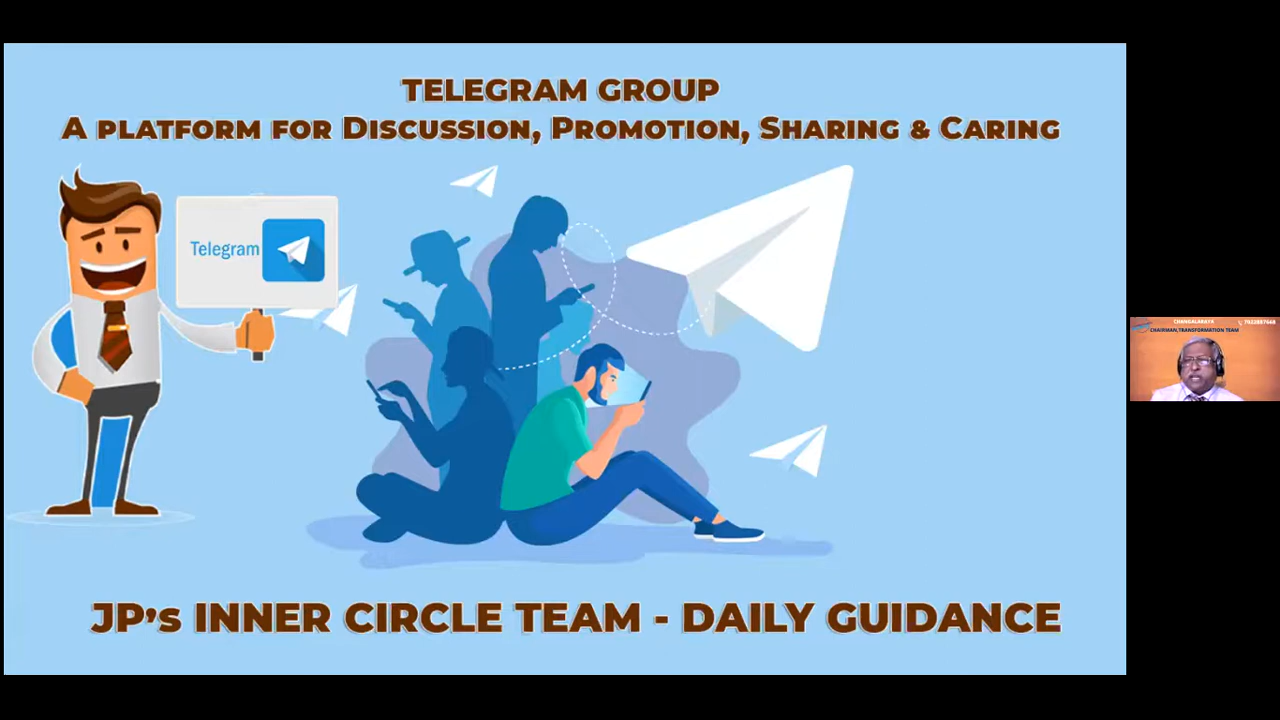 TELEGRAM GROUP
A PLATFORM FOR DISCUSSION, PROMOTION, SHARING & CARING
Telegram
JP's INNER CIRCLE TEAM - DAILY GUIDANCE
CHAIRMAN,TRANSFORMATION TEAM